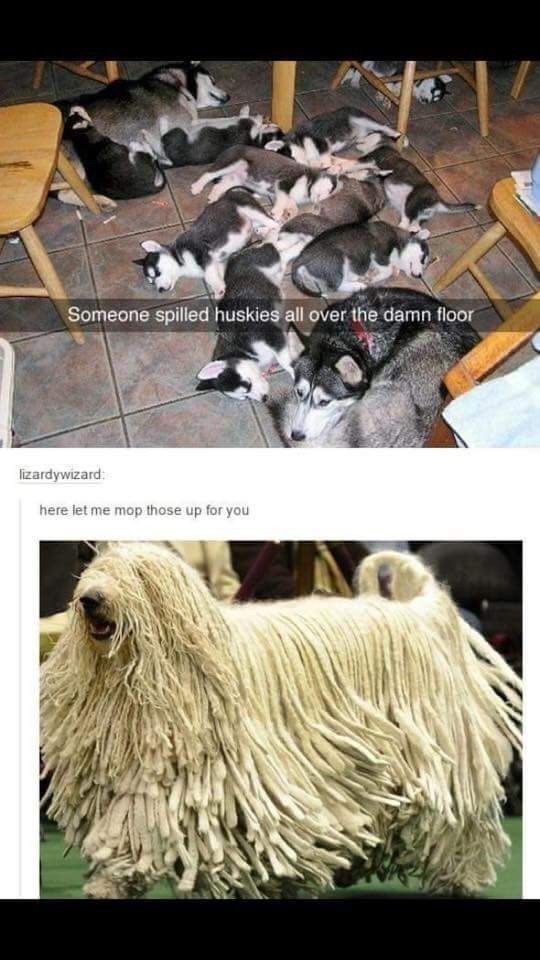 Someone spilled huskies all over the damn floor
lizardywizard:
here let me mop those up for you